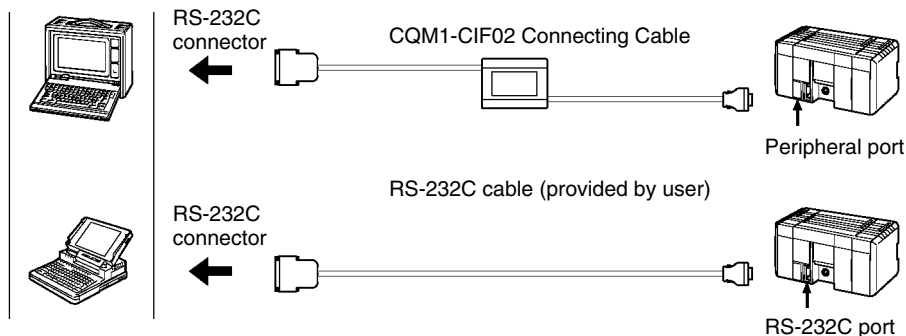 RS-232C
connector
CQM1-CIF02 Connecting Cable
Peripheral port
RS-232C cable (provided by user)
RS-232C
connector
RS-232C port